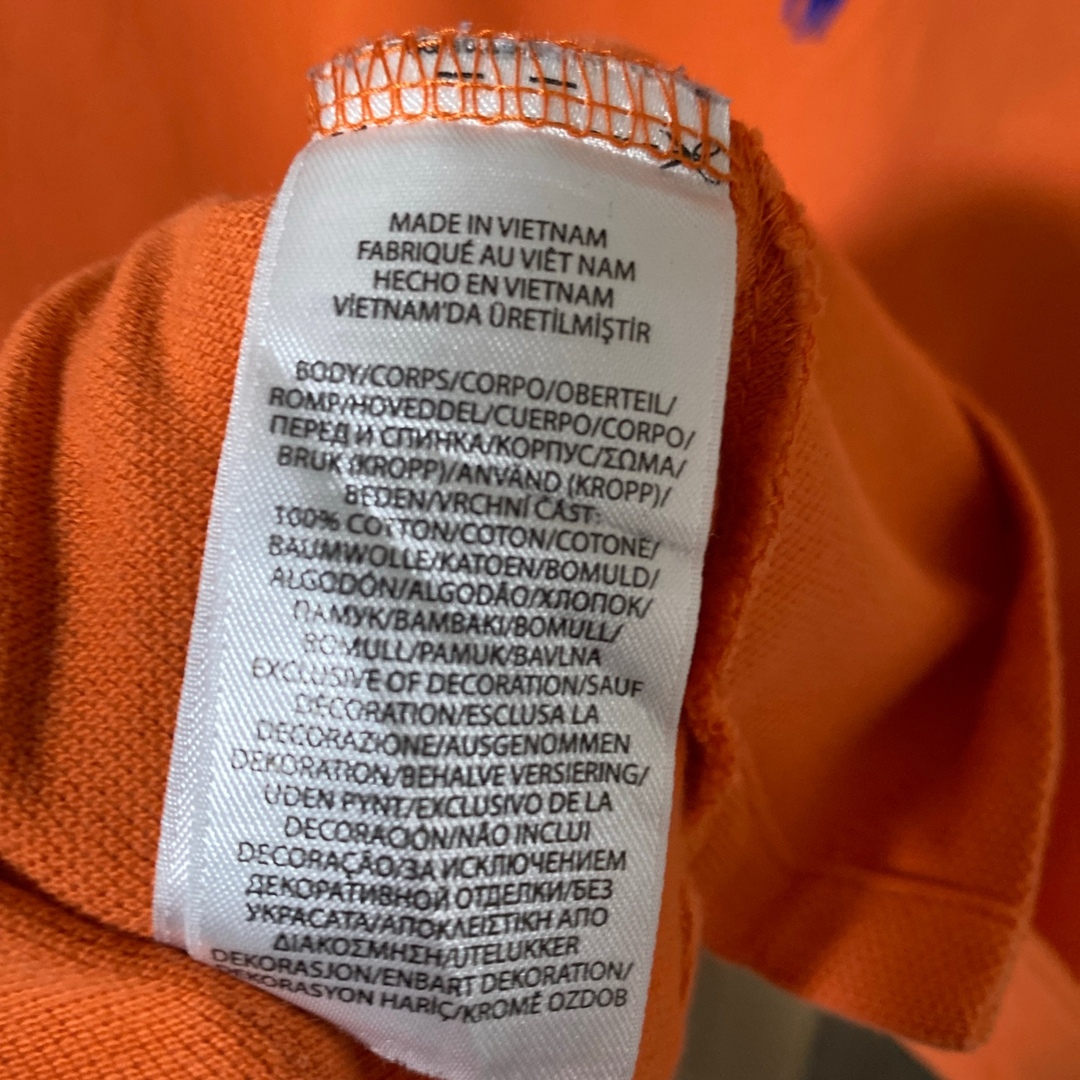 MADE IN VIETNAM
FABRIQUÉ AU VIÊT NAM
HECHO EN VIETNAM
VİETNAM'DA ÜRETİLMİŞTİR
BODY/CORPS/CORPO/OBERTEIL/
ROMP/HOVEDDEL/CUERPO/CORPO/
ПЕРЕД И СПИНКА/КОРПУС/ΣΩΜΑ/
BRUK (KROPP)/ANVÄND (KROPP)/
BEDEN/VRCHNÍ ČÁST:
100% COTTON/COTON/COTONE/
BAUMWOLLE/KATOEN/BOMULD/
ALGODÓN/ALGODÃO/ХЛОПОК/
ПАМУК/ΒΑΜΒΑΚΙ/BOMULL/
BOMULL/PAMUK/BAVLNA
EXCLUSIVE OF DECORATION/SAUF
DÉCORATION/ESCLUSA LA
DECORAZIONE/AUSGENOMMEN
DEKORATION/BEHALVE VERSIERING/
UDEN PYNT/EXCLUSIVO DE LA
DECORACIÓN/NÃO INCLUI
DECORAÇÃO/ЗА ИСКЛЮЧЕНИЕМ
ДЕКОРАТИВНОЙ ОТДЕЛКИ/БЕЗ
УКРАСАТА/ΑΠΟΚΛΕΙΣΤΙΚΗ ΑΠΟ
ΔΙΑΚΟΣΜΗΣΗ/UTELUKKER
DEKORASJON/ENBART DEKORATION/
DEKORASYON HARİÇ/KROMĚ OZDOB